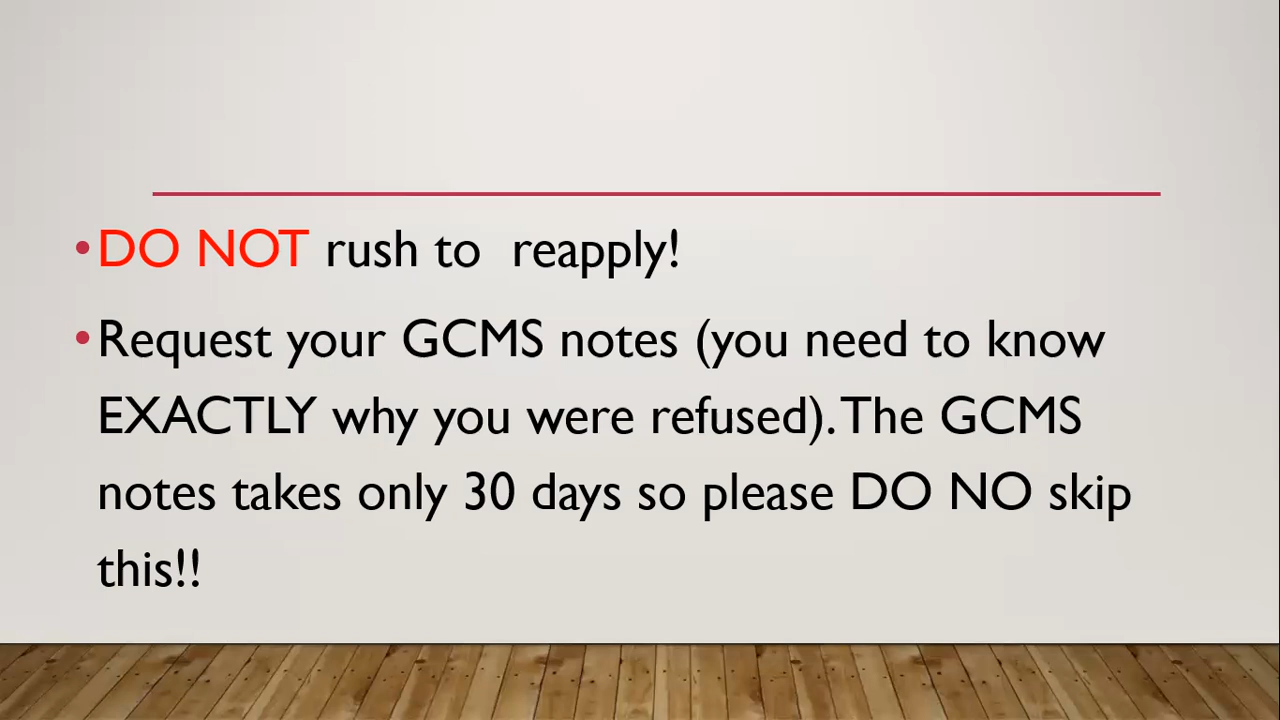 •DO NOT rush to  reapply!
•Request your GCMS notes (you need to know
EXACTLY why you were refused). The GCMS
notes takes only 30 days so please DO NO skip
this!!